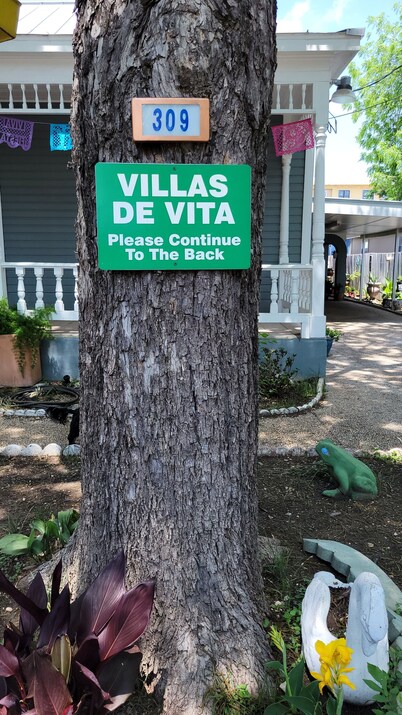 309
VILLAS
DE VITA
Please Continue
To The Back